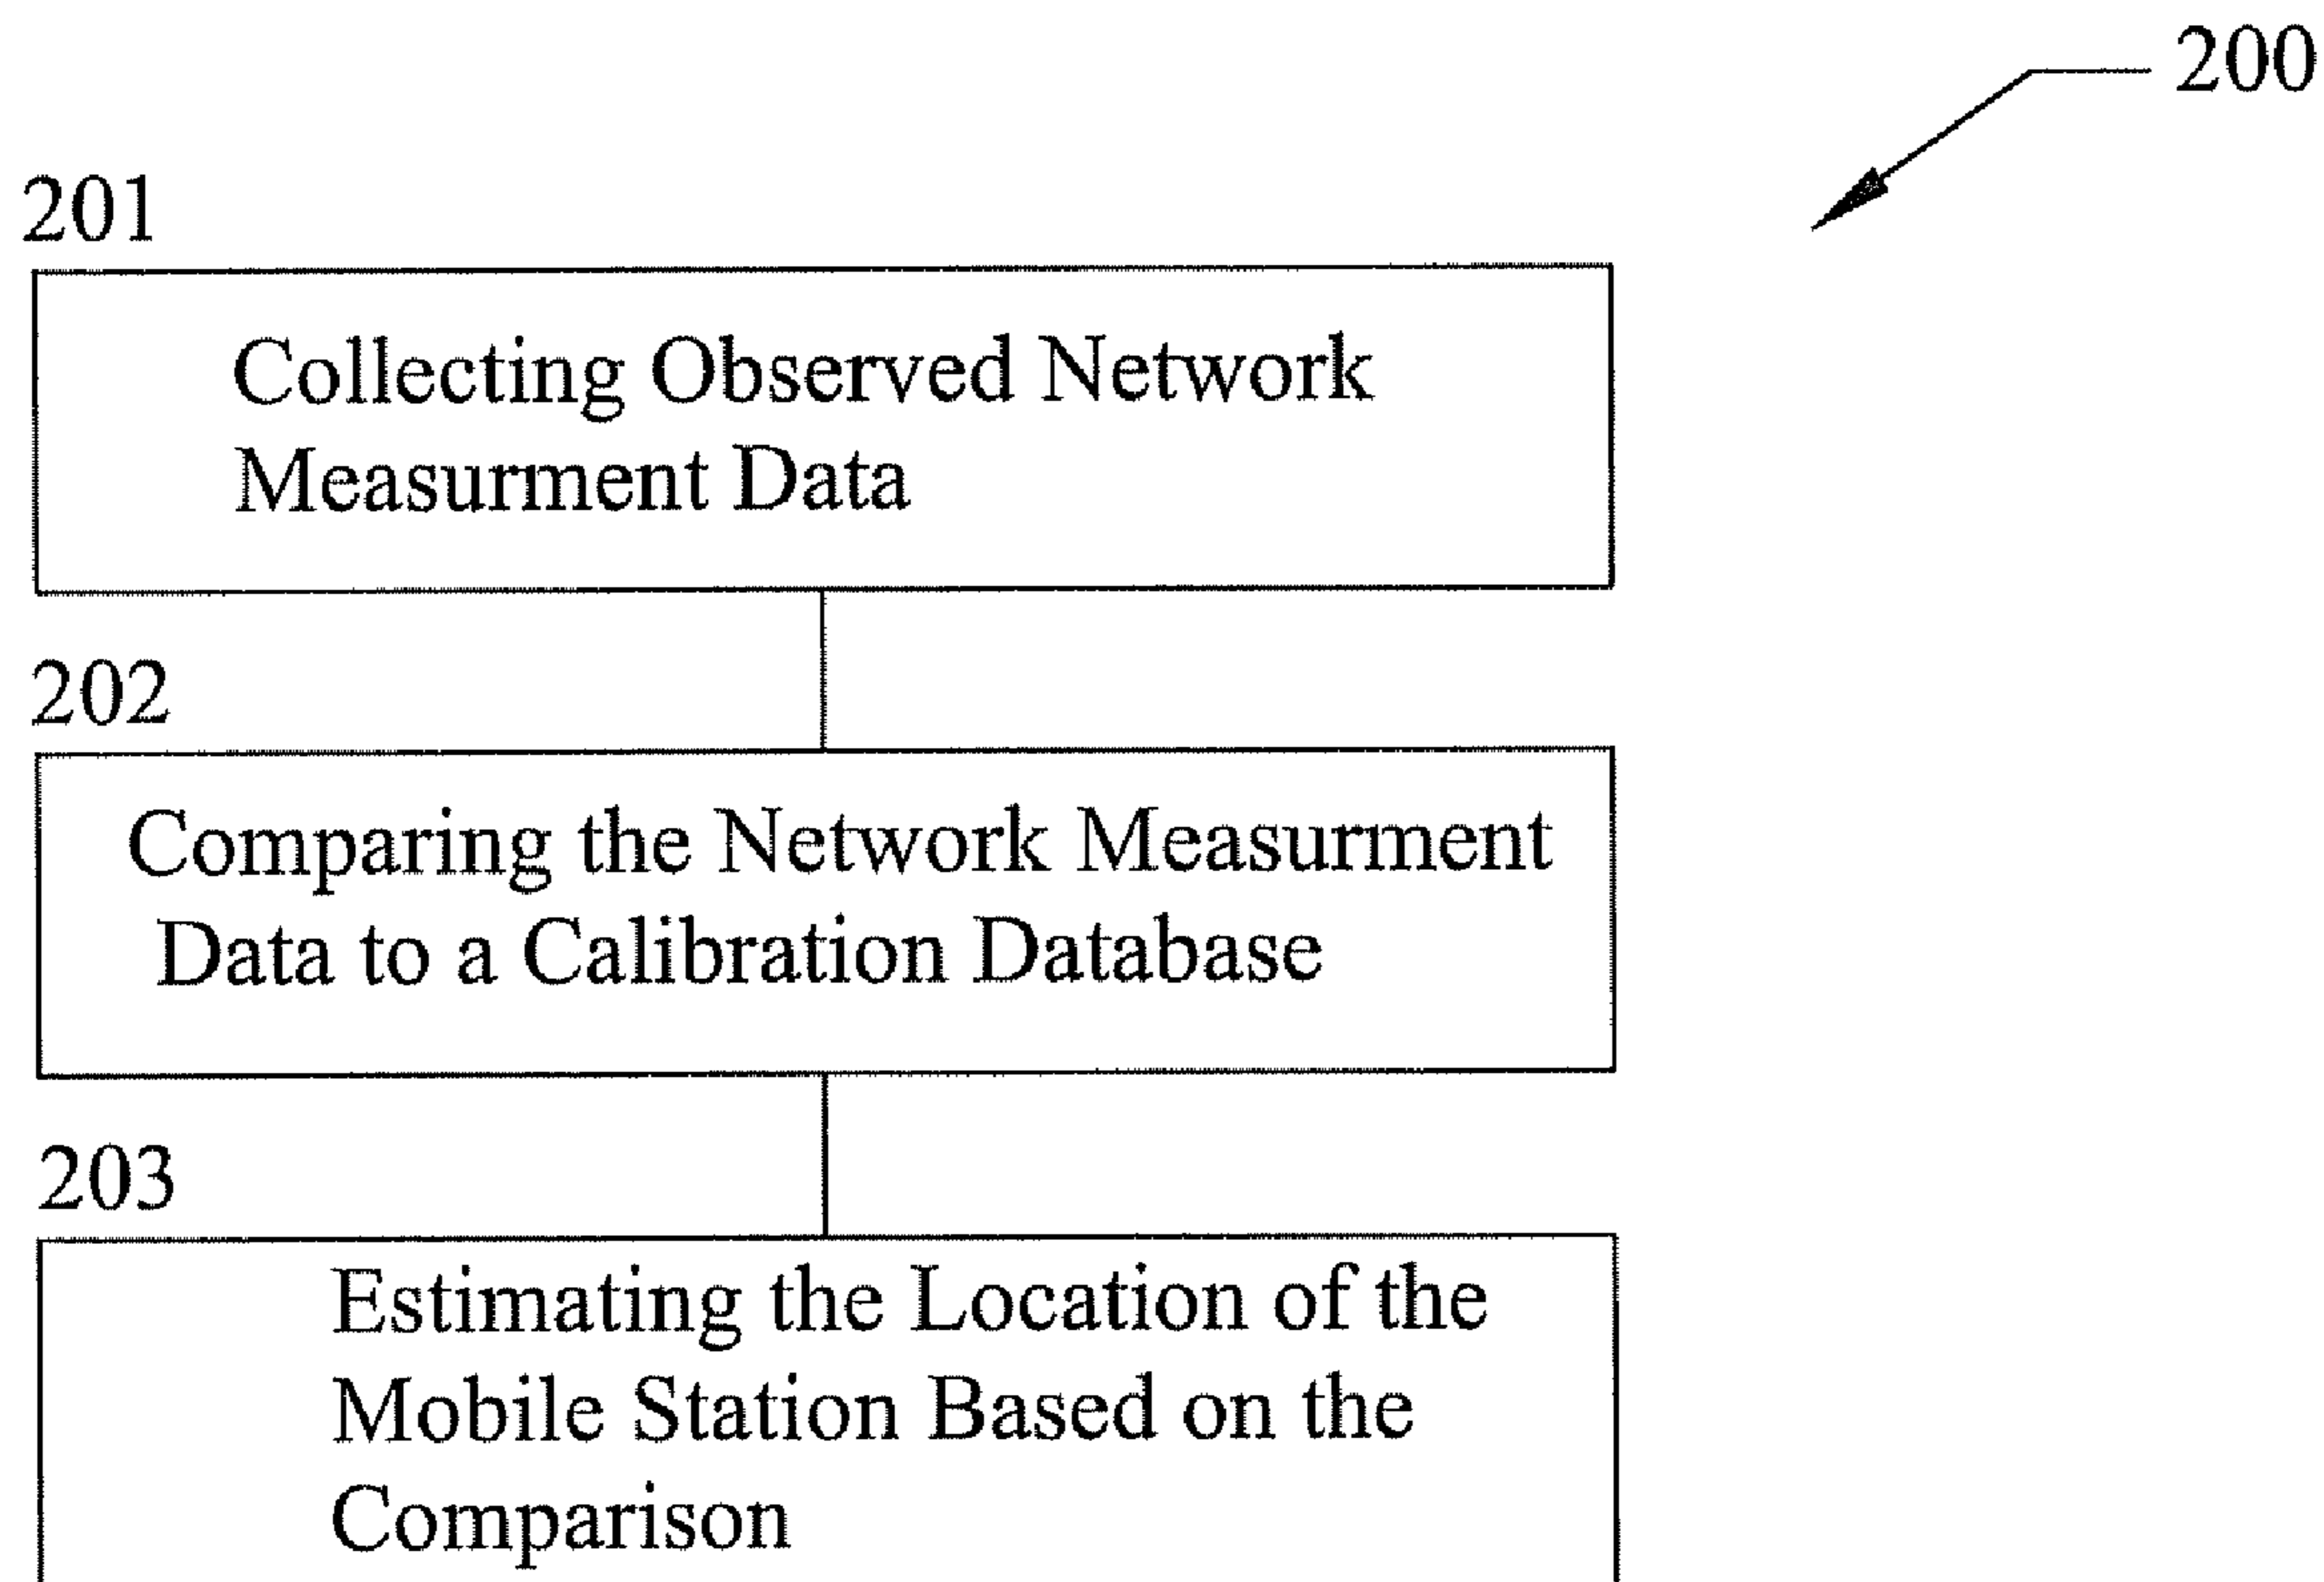 200
201
Collecting Observed Network
Measurment Data
202
Comparing the Network Measurment
Data to a Calibration Database
203
Estimating the Location of the
Mobile Station Based on the
Comparison